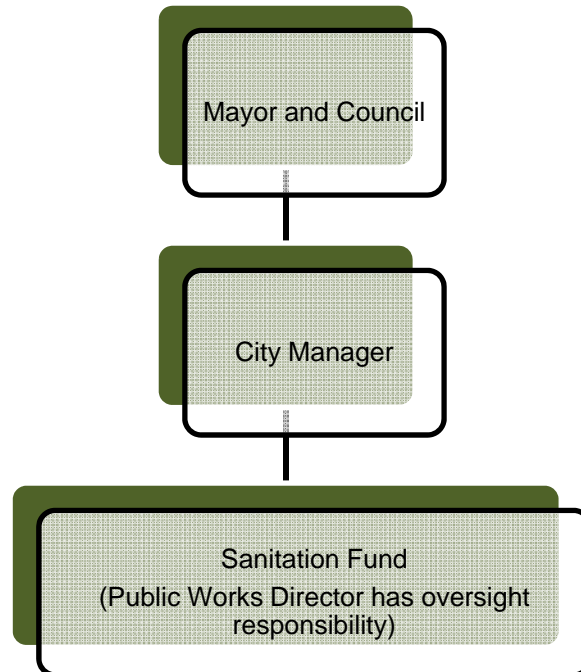 Mayor and Council
City Manager
Sanitation Fund
(Public Works Director has oversight
responsibility)